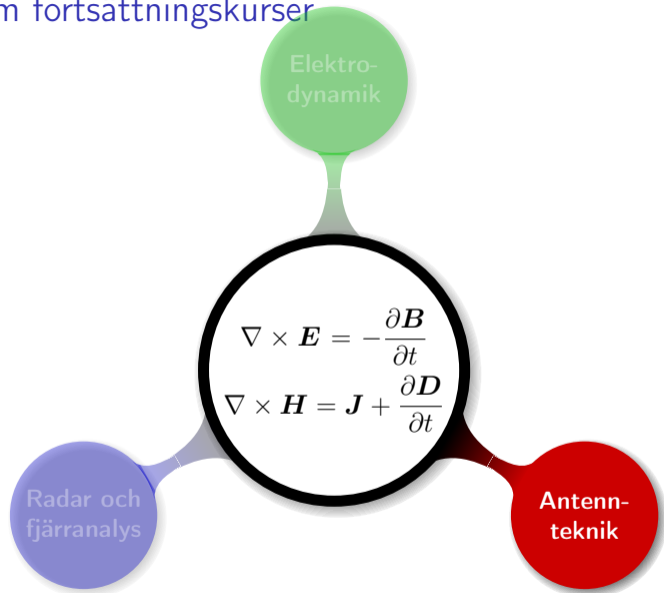 m fortsättningskurser
Elektro-
dynamik
∇ × E = −∂B/∂t
∇ × H = J + ∂D/∂t
Radar och
fjärranalys
Antenn-
teknik